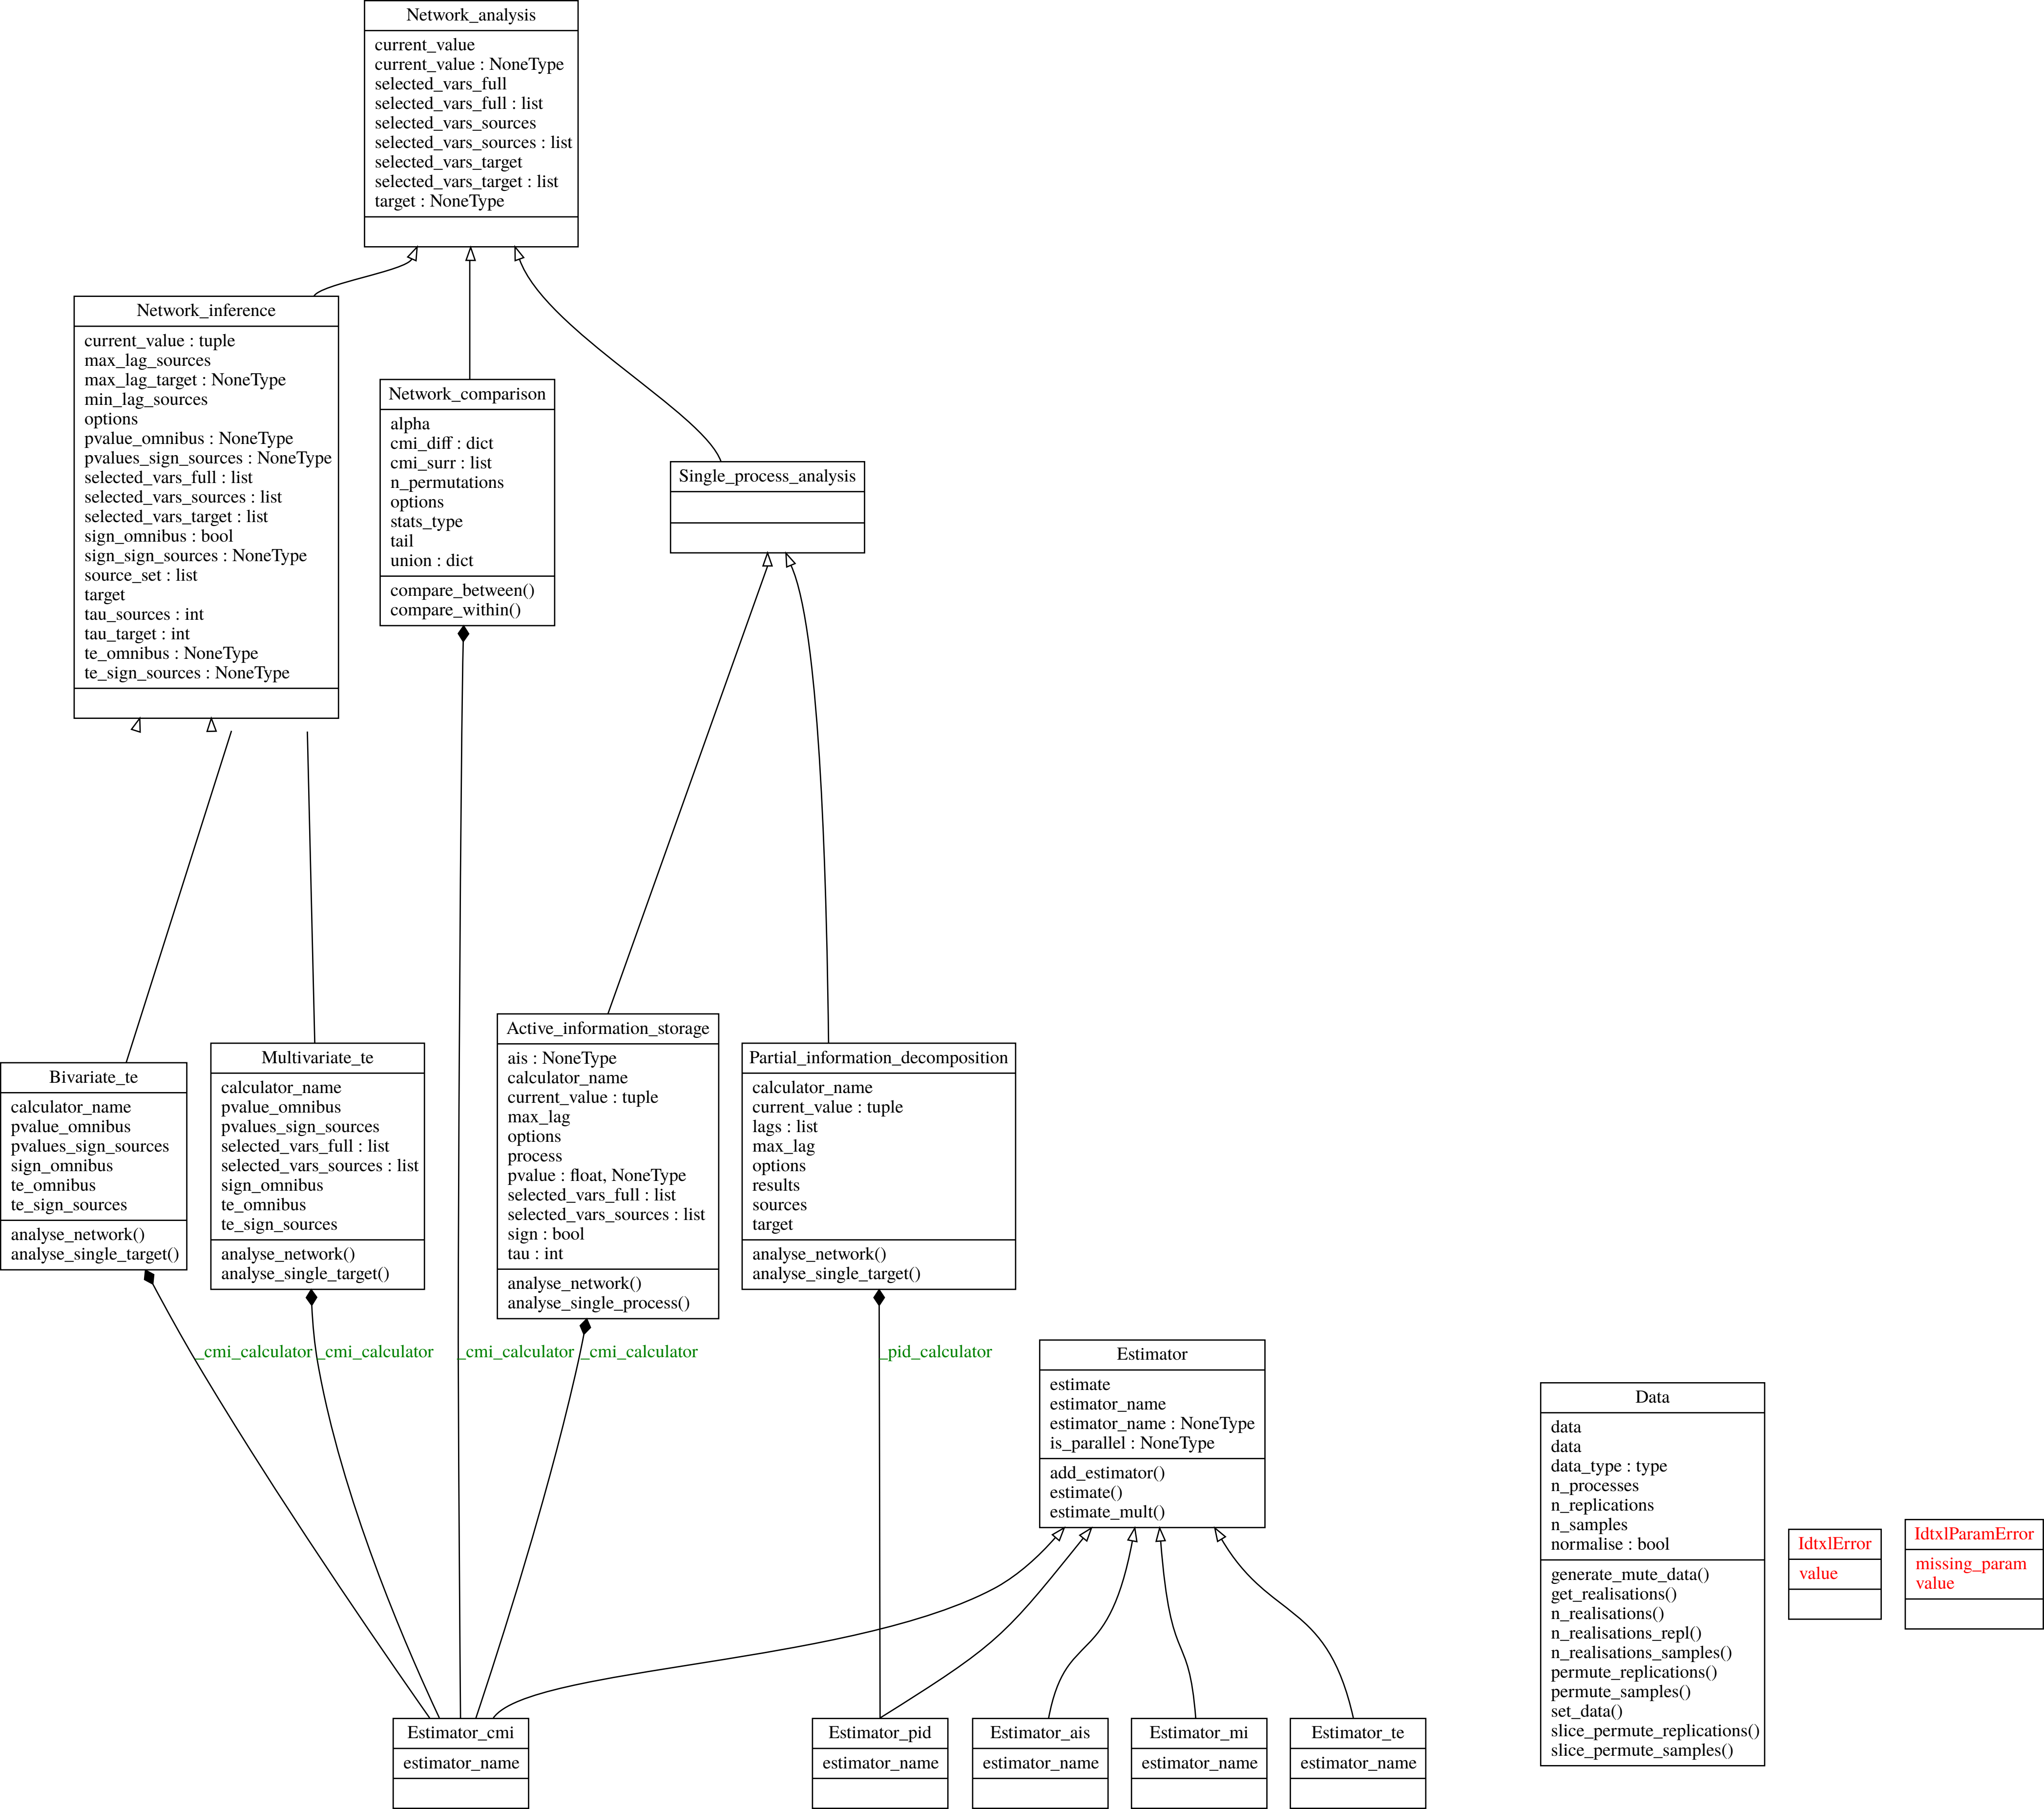 Network_analysis
current_value
current_value : NoneType
selected_vars_full
selected_vars_full : list
selected_vars_sources
selected_vars_sources : list
selected_vars_target
selected_vars_target : list
target : NoneType
Network_inference
current_value : tuple
max_lag_sources
max_lag_target : NoneType
min_lag_sources
options
pvalue_omnibus : NoneType
pvalues_sign_sources : NoneType
selected_vars_full : list
selected_vars_sources : list
selected_vars_target : list
sign_omnibus : bool
sign_sign_sources : NoneType
source_set : list
target
tau_sources : int
tau_target : int
te_omnibus : NoneType
te_sign_sources : NoneType
Network_comparison
alpha
cmi_diff : dict
cmi_surr : list
n_permutations
options
stats_type
tail
union : dict
compare_between()
compare_within()
Single_process_analysis
Bivariate_te
calculator_name
pvalue_omnibus
pvalues_sign_sources
sign_omnibus
te_omnibus
te_sign_sources
analyse_network()
analyse_single_target()
Multivariate_te
calculator_name
pvalue_omnibus
pvalues_sign_sources
selected_vars_full : list
selected_vars_sources : list
sign_omnibus
te_omnibus
te_sign_sources
analyse_network()
analyse_single_target()
Active_information_storage
ais : NoneType
calculator_name
current_value : tuple
max_lag
options
process
pvalue : float, NoneType
selected_vars_full : list
selected_vars_sources : list
sign : bool
tau : int
analyse_network()
analyse_single_process()
Partial_information_decomposition
calculator_name
current_value : tuple
lags : list
max_lag
options
results
sources
target
analyse_network()
analyse_single_target()
_cmi_calculator
_cmi_calculator
_cmi_calculator
_cmi_calculator
_pid_calculator
Estimator
estimate
estimator_name
estimator_name : NoneType
is_parallel : NoneType
add_estimator()
estimate()
estimate_mult()
Data
data
data
data_type : type
n_processes
n_replications
n_samples
normalise : bool
generate_mute_data()
get_realisations()
n_realisations()
n_realisations_repl()
n_realisations_samples()
permute_replications()
permute_samples()
set_data()
slice_permute_replications()
slice_permute_samples()
IdtxlError
value
IdtxlParamError
missing_param
value
Estimator_cmi
estimator_name
Estimator_pid
estimator_name
Estimator_ais
estimator_name
Estimator_mi
estimator_name
Estimator_te
estimator_name